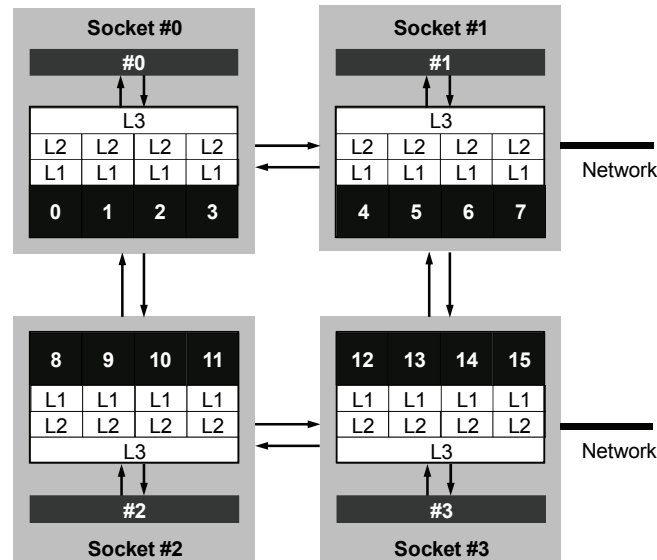 Socket #0
#0
L3
L2 L2 L2 L2
L1 L1 L1 L1
0 1 2 3
Socket #1
#1
L3
L2 L2 L2 L2
L1 L1 L1 L1
4 5 6 7
Network
8 9 10 11
L1 L1 L1 L1
L2 L2 L2 L2
L3
#2
Socket #2
12 13 14 15
L1 L1 L1 L1
L2 L2 L2 L2
L3
#3
Socket #3
Network